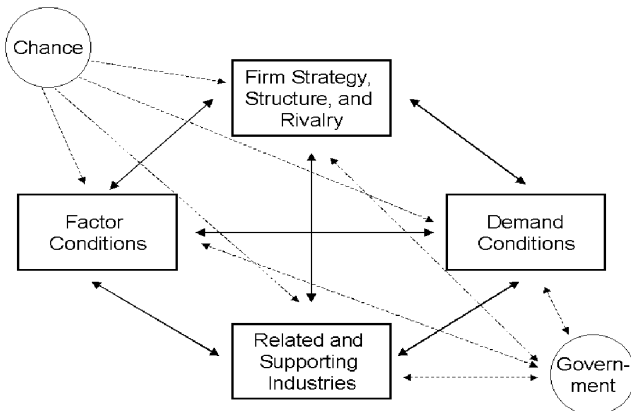 Chance
Firm Strategy,
Structure, and
Rivalry
Factor
Conditions
Demand
Conditions
Related and
Supporting
Industries
Govern-
ment